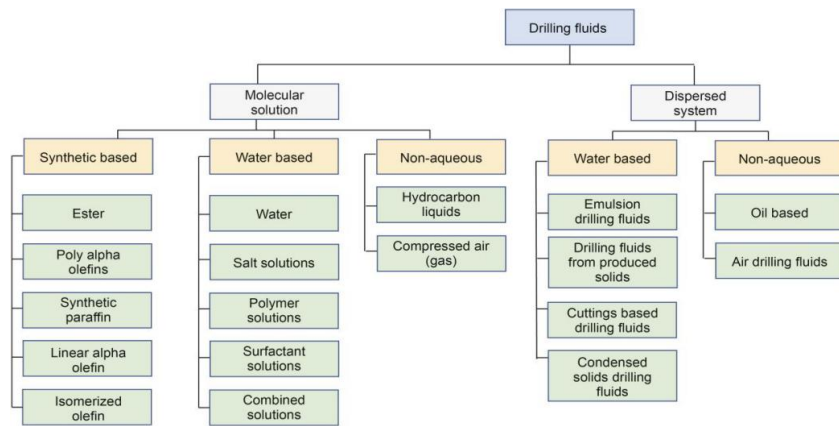 Drilling fluids
Molecular
solution
Dispersed
system
Synthetic based
Water based
Non-aqueous
Water based
Non-aqueous
Ester
Poly alpha
olefins
Synthetic
paraffin
Linear alpha
olefin
Isomerized
olefin
Water
Salt solutions
Polymer
solutions
Surfactant
solutions
Combined
solutions
Hydrocarbon
liquids
Compressed air
(gas)
Emulsion
drilling fluids
Drilling fluids
from produced
solids
Cuttings based
drilling fluids
Condensed
solids drilling
fluids
Oil based
Air drilling fluids